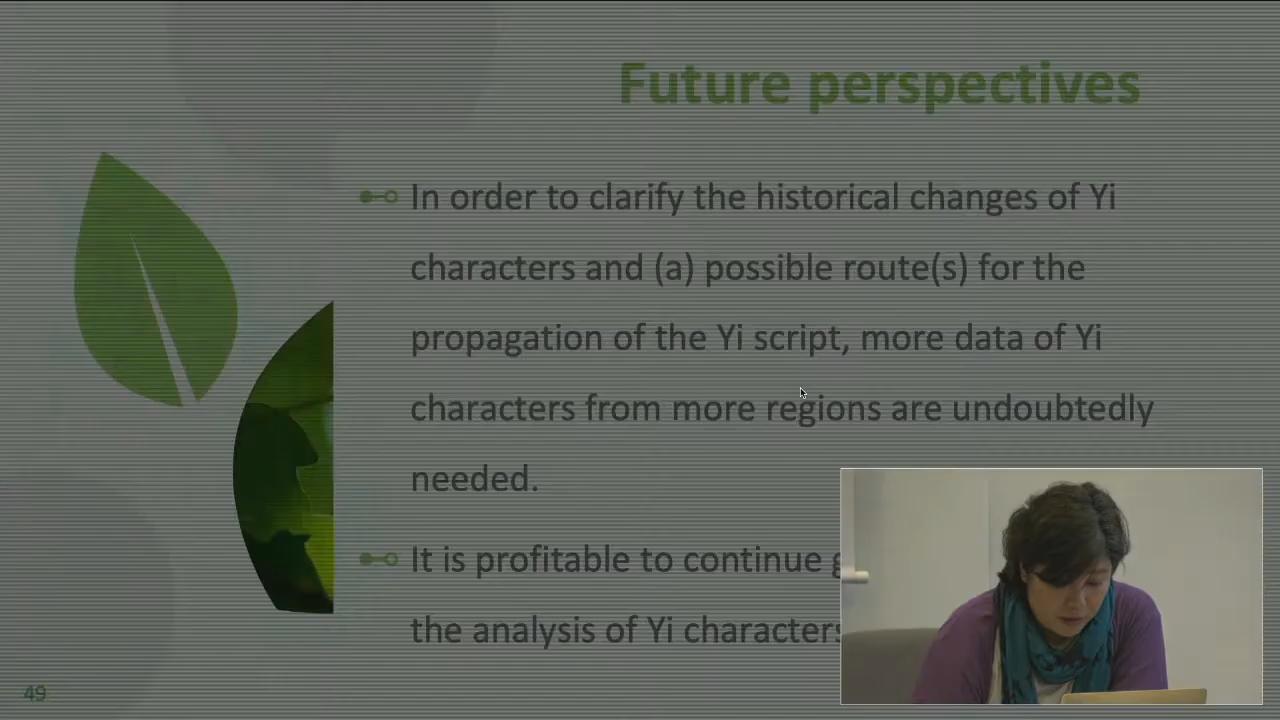 Future perspectives
In order to clarify the historical changes of Yi
characters and (a) possible route(s) for the
propagation of the Yi script, more data of Yi
characters from more regions are undoubtedly
needed.
It is profitable to continue
the analysis of Yi characters
49